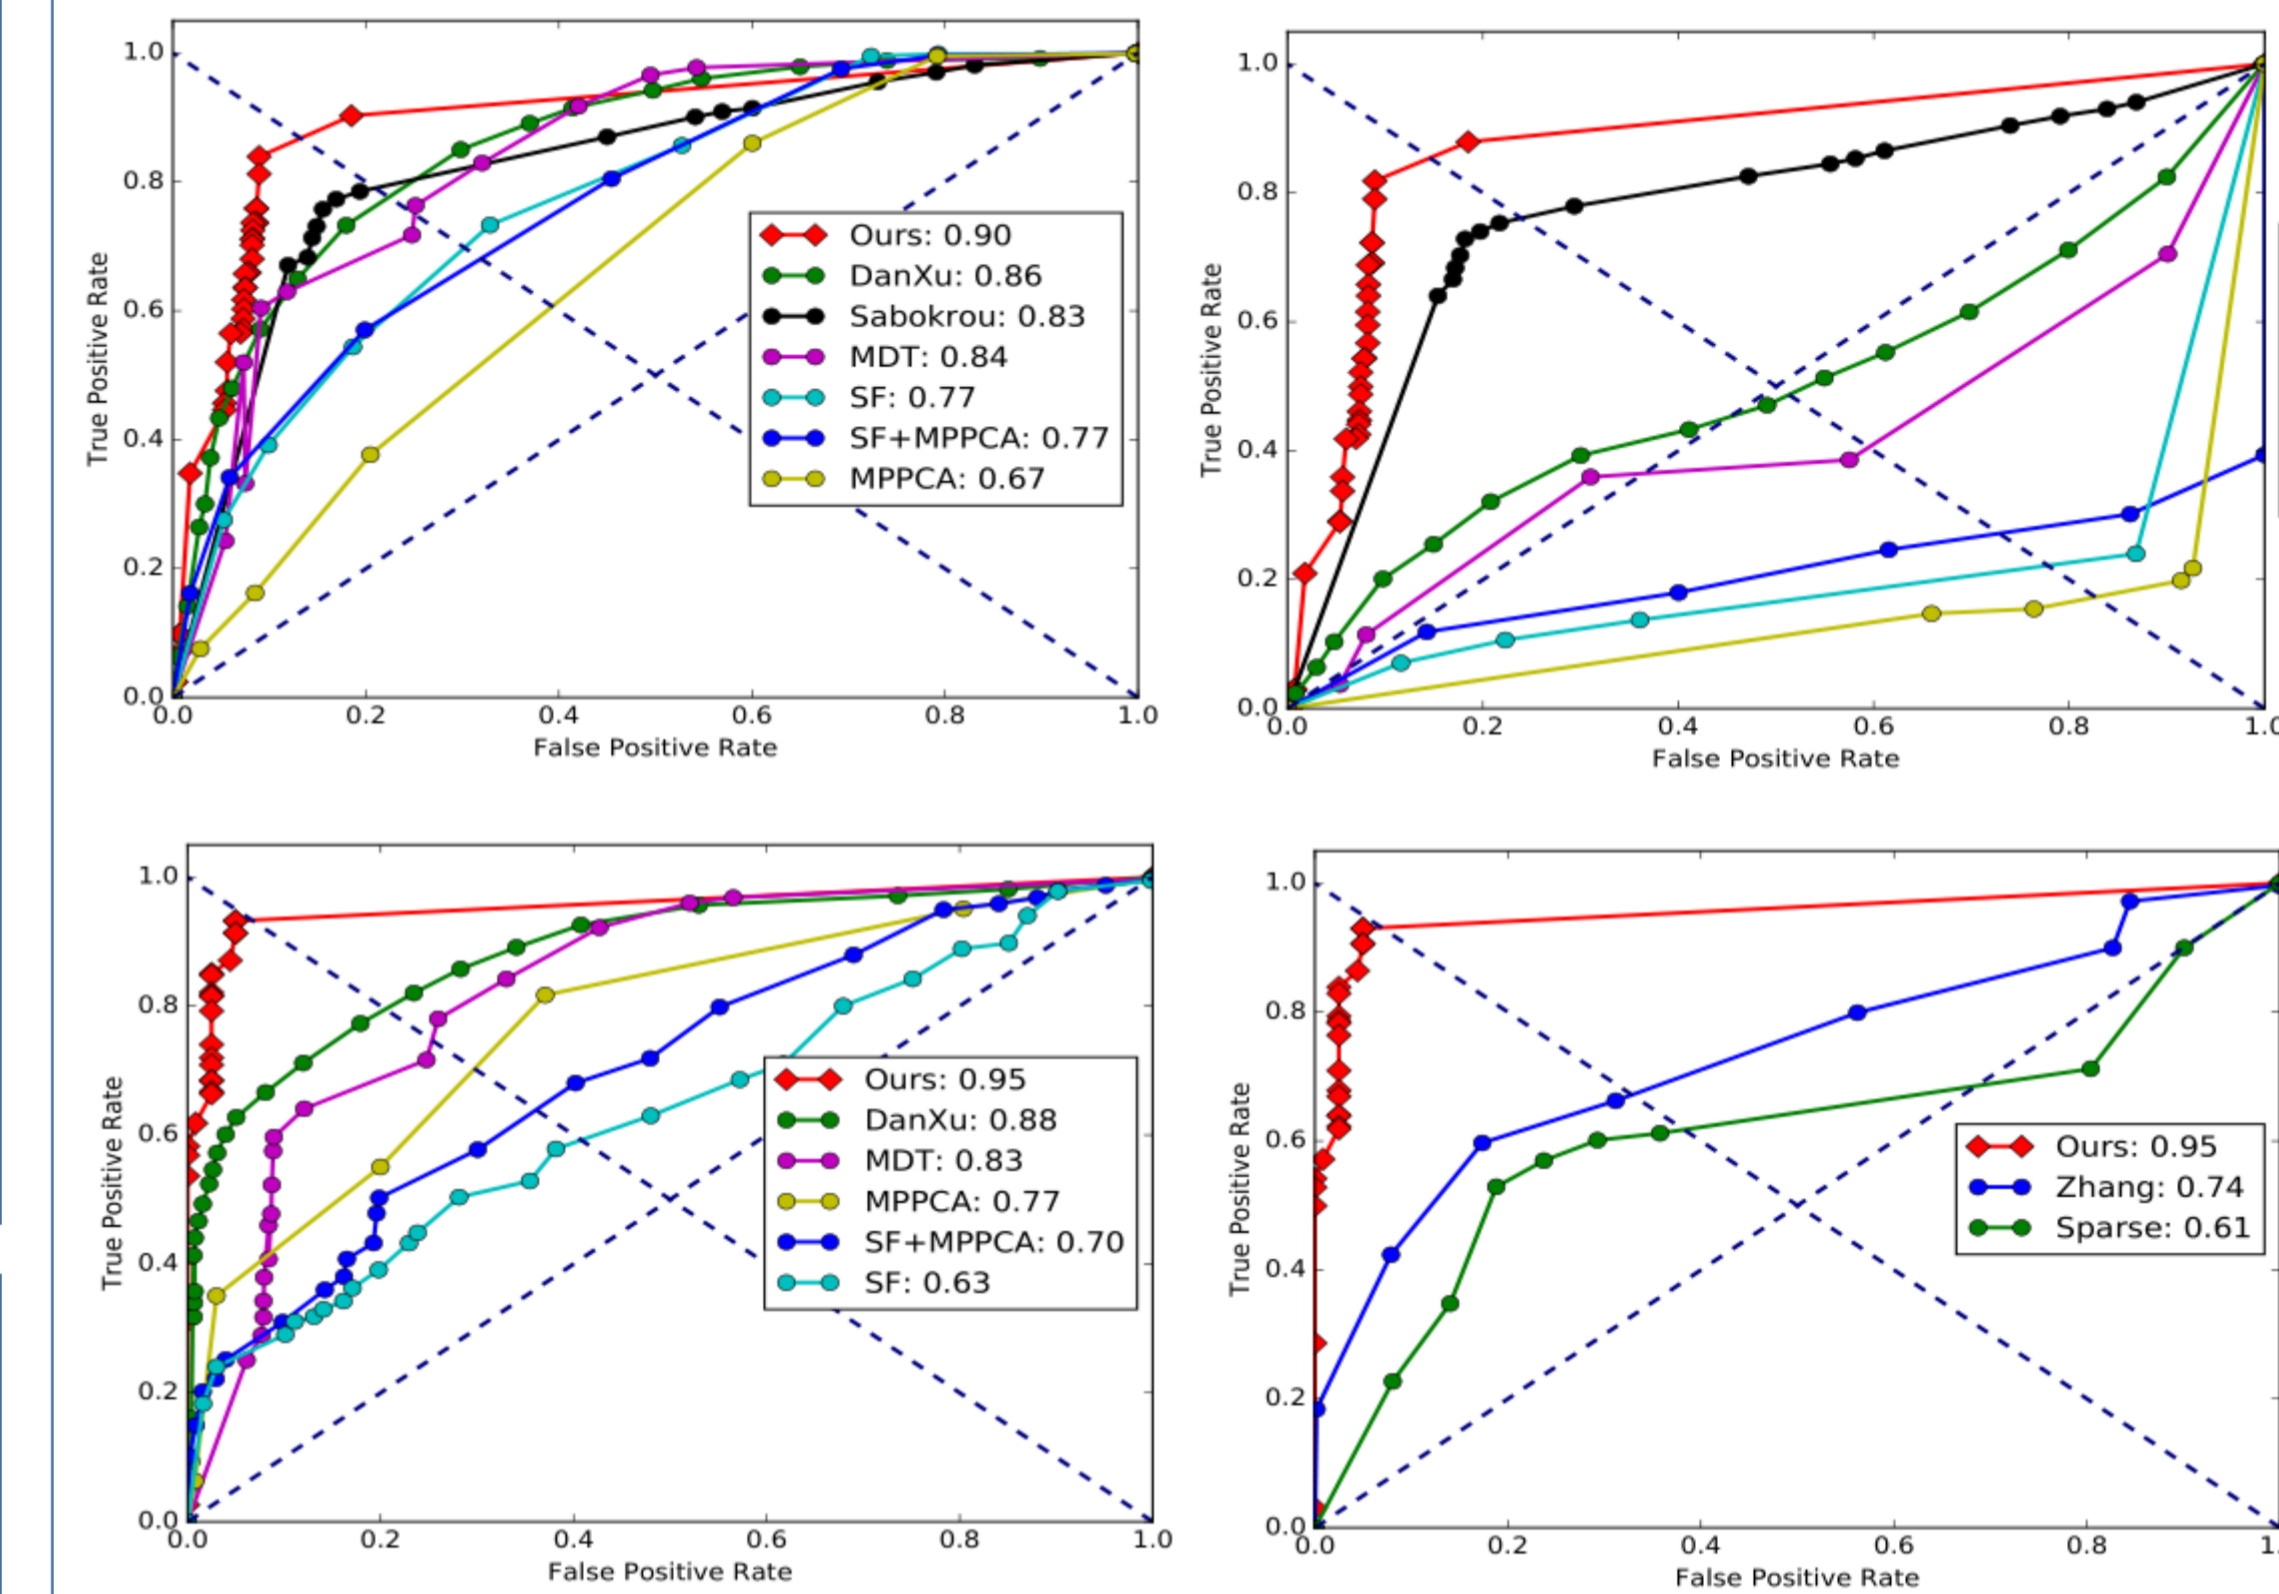 1.0
0.8
0.6
0.4
0.2
0.0
True Positive Rate
Ours: 0.90
DanXu: 0.86
Sabokrou: 0.83
MDT: 0.84
SF: 0.77
SF+MPPCA: 0.77
MPPCA: 0.67
0.0 0.2 0.4 0.6 0.8 1.0
False Positive Rate
1.0
0.8
0.6
0.4
0.2
0.0
True Positive Rate
0.0 0.2 0.4 0.6 0.8 1.0
False Positive Rate
1.0
0.8
0.6
0.4
0.2
0.0
True Positive Rate
Ours: 0.95
DanXu: 0.88
MDT: 0.83
MPPCA: 0.77
SF+MPPCA: 0.70
SF: 0.63
0.0 0.2 0.4 0.6 0.8 1.0
False Positive Rate
1.0
0.8
0.6
0.4
0.2
0.0
True Positive Rate
Ours: 0.95
Zhang: 0.74
Sparse: 0.61
0.0 0.2 0.4 0.6 0.8 1.
False Positive Rate